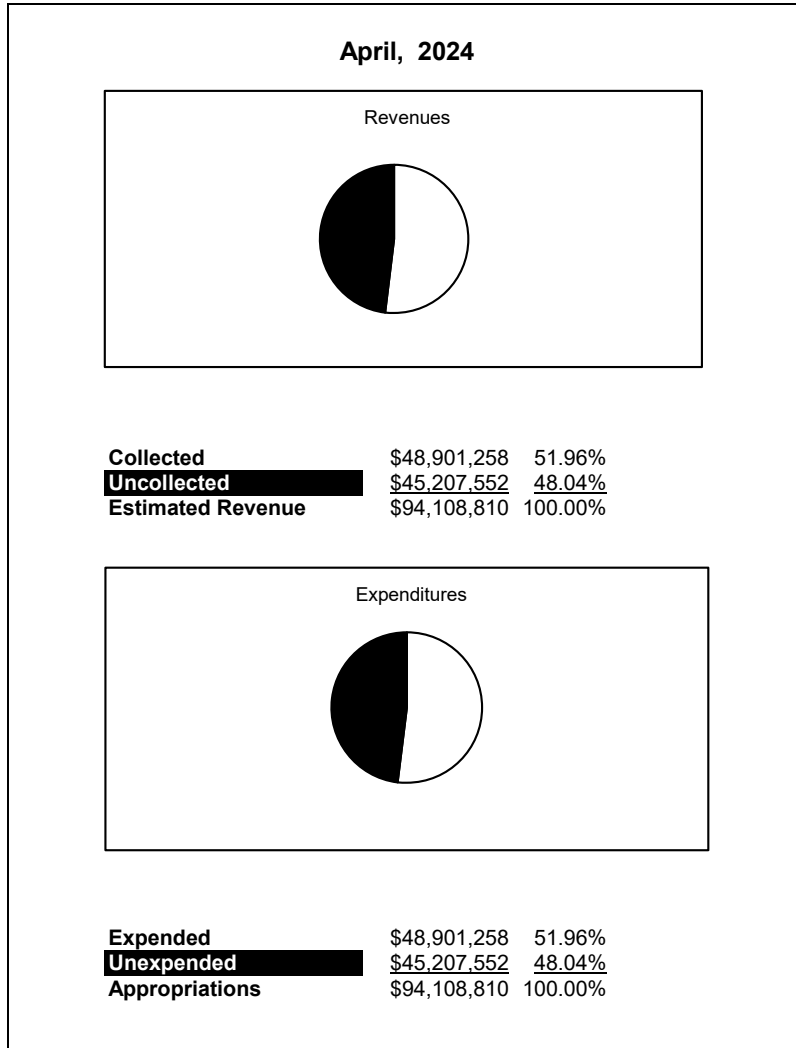 April, 2024
Revenues
Collected $48,901,258 51.96%
Uncollected $45,207,552 48.04%
Estimated Revenue $94,108,810 100.00%
Expenditures
Expended $48,901,258 51.96%
Unexpended $45,207,552 48.04%
Appropriations $94,108,810 100.00%